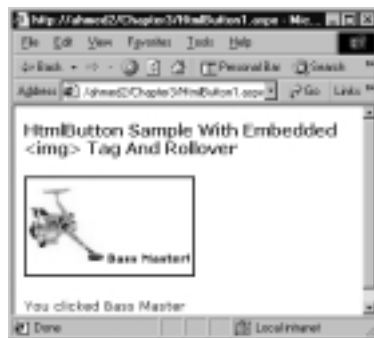 http://ahmed2/Chapter3/HtmlButton1.aspx - Mic...
File Edit View Favorites Tools Help
Back Personal Bar Search
Address /ahmed2/Chapter3/HtmlButton1.aspx Go Links
HtmlButton Sample With Embedded
<img> Tag And Rollover
Bass Master!
You clicked Bass Master
Done Local intranet